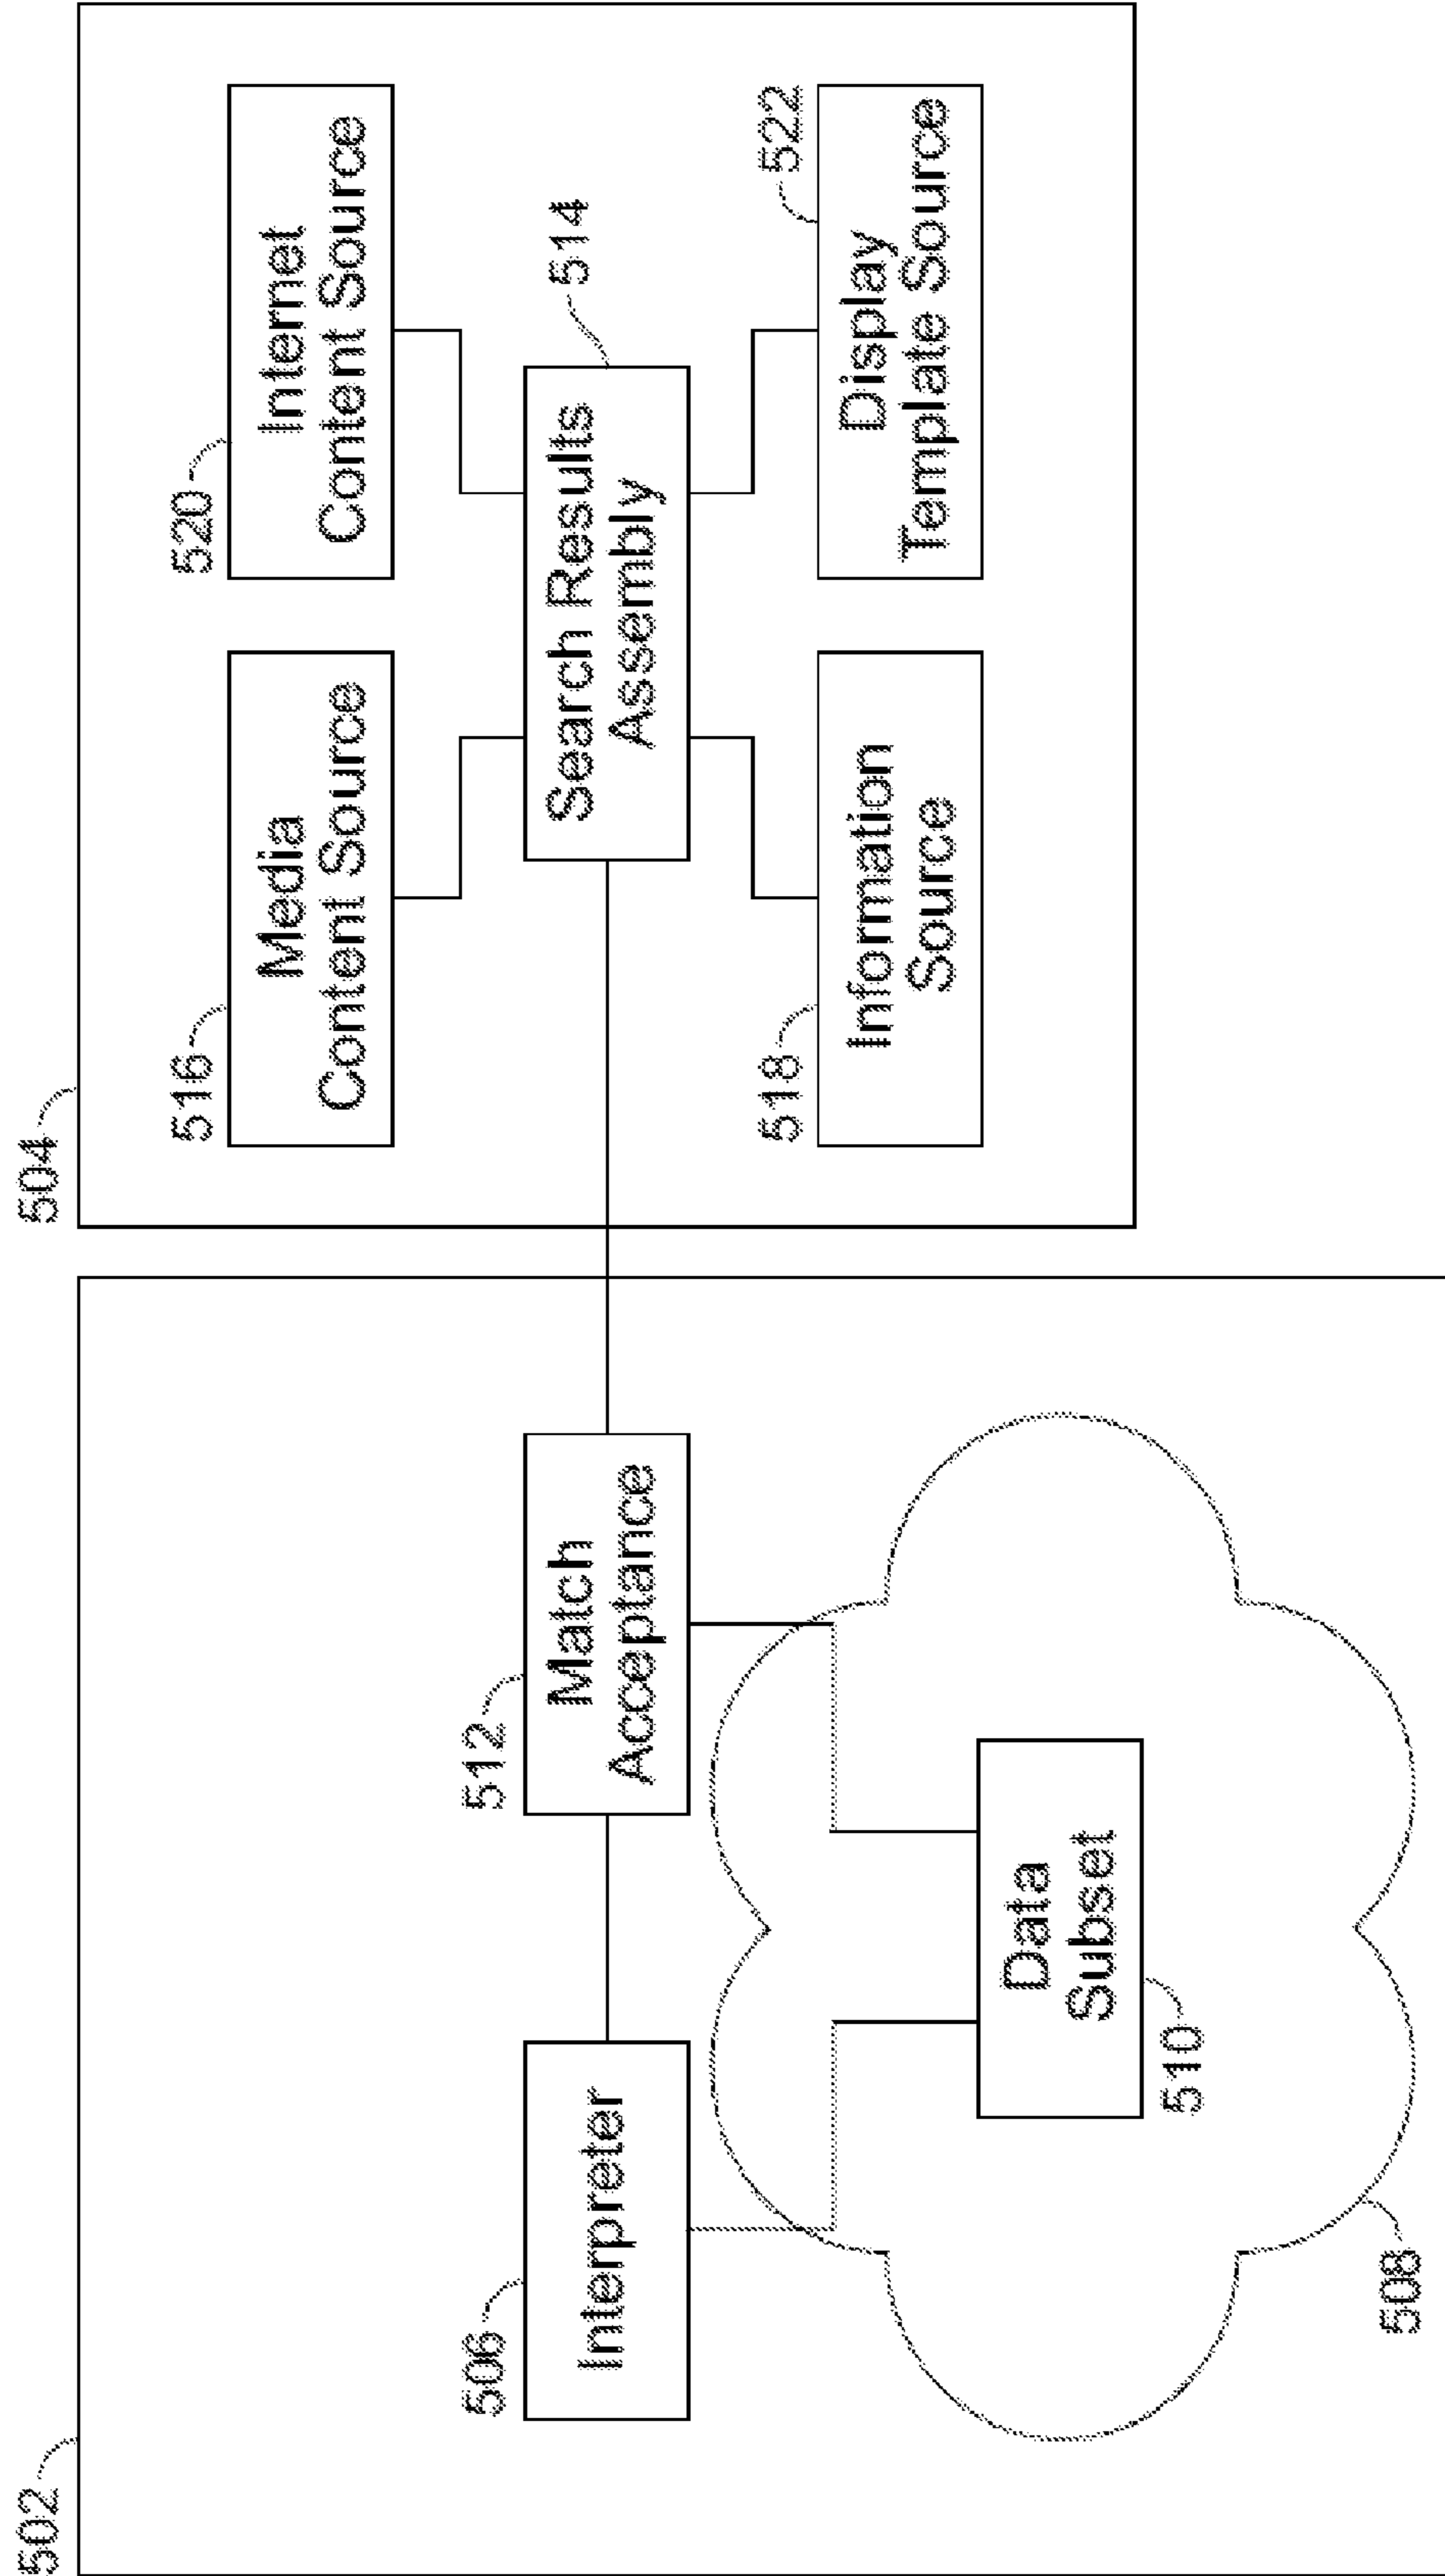 502
504
506
Interpreter
512
Match
Acceptance
Data
Subset
510
508
516
Media
Content Source
520
Internet
Content Source
Search Results
Assembly
514
518
Information
Source
Display
Template Source
522